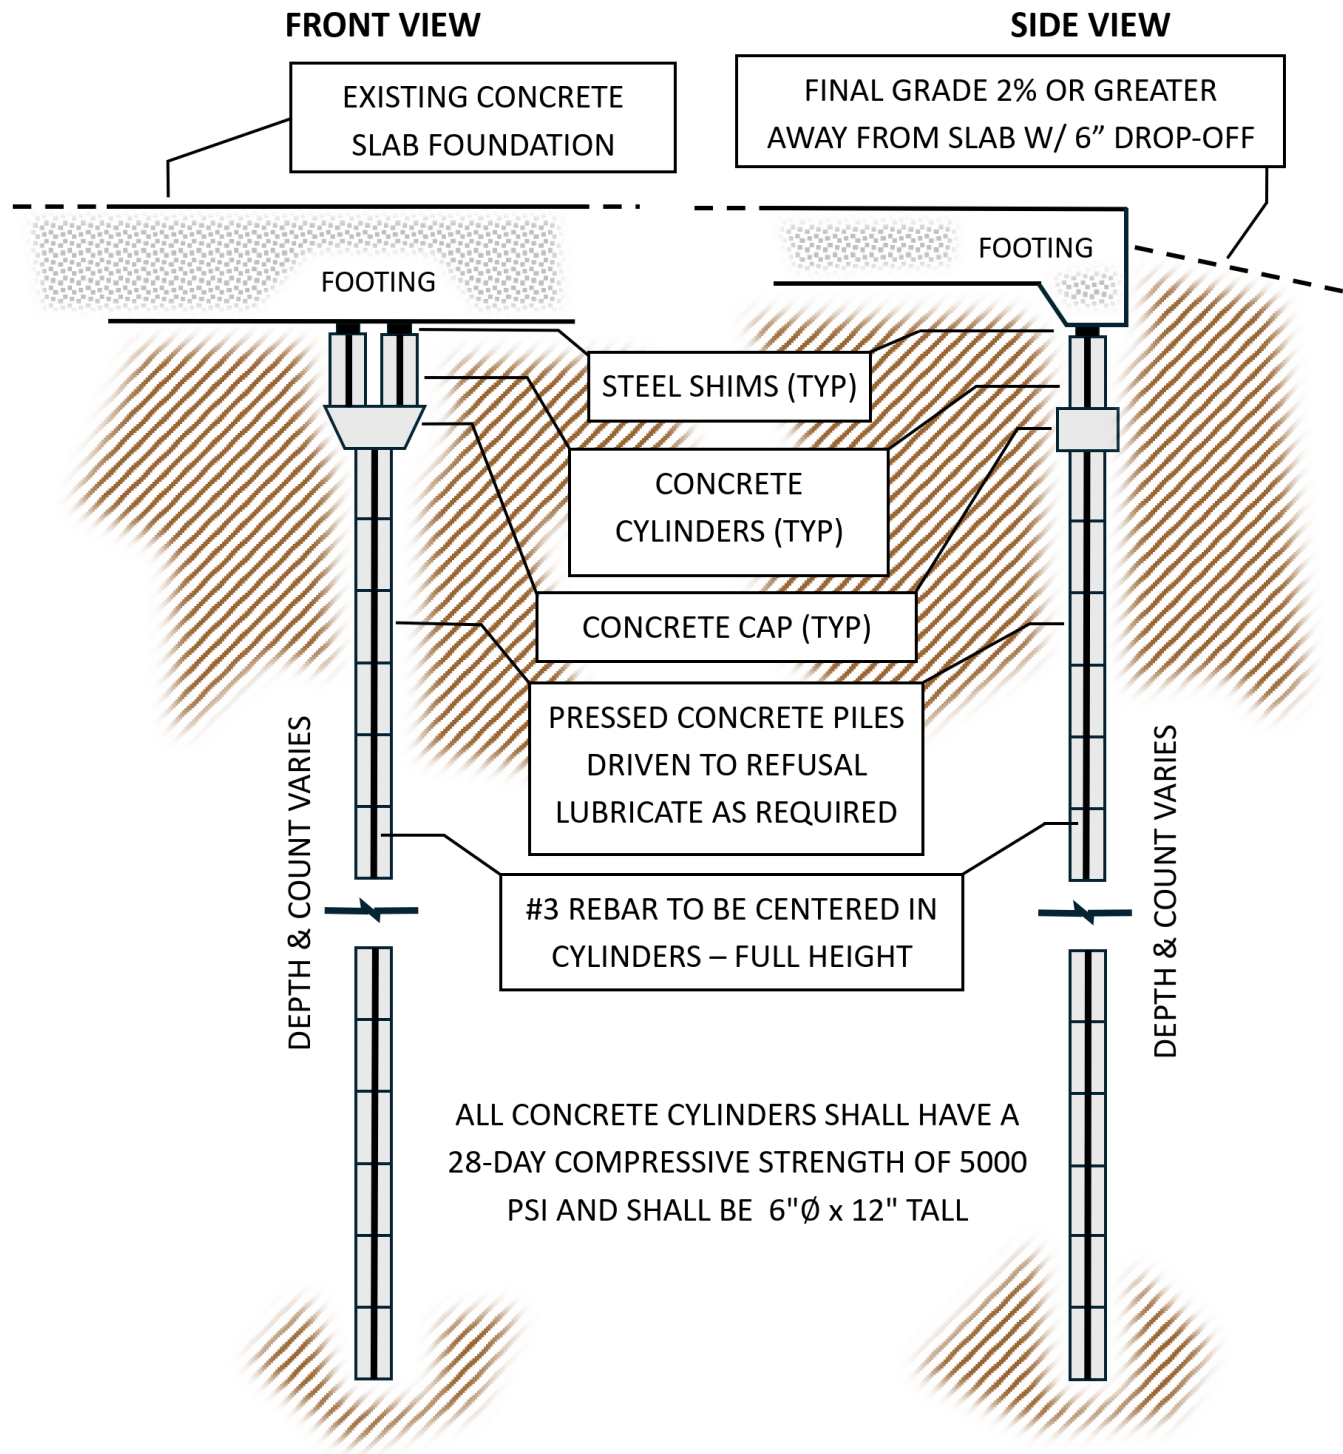 FRONT VIEW
SIDE VIEW
EXISTING CONCRETE
SLAB FOUNDATION
FINAL GRADE 2% OR GREATER
AWAY FROM SLAB W/ 6” DROP-OFF
FOOTING
FOOTING
STEEL SHIMS (TYP)
CONCRETE
CYLINDERS (TYP)
CONCRETE CAP (TYP)
PRESSED CONCRETE PILES
DRIVEN TO REFUSAL
LUBRICATE AS REQUIRED
DEPTH & COUNT VARIES
DEPTH & COUNT VARIES
#3 REBAR TO BE CENTERED IN
CYLINDERS – FULL HEIGHT
ALL CONCRETE CYLINDERS SHALL HAVE A
28-DAY COMPRESSIVE STRENGTH OF 5000
PSI AND SHALL BE  6"Ø x 12" TALL